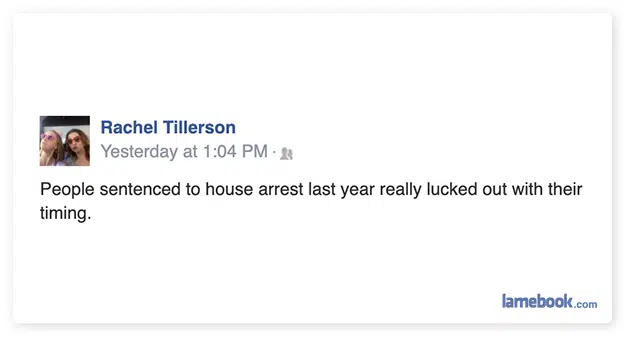 Rachel Tillerson
Yesterday at 1:04 PM ·
People sentenced to house arrest last year really lucked out with their
timing.
lamebook.com